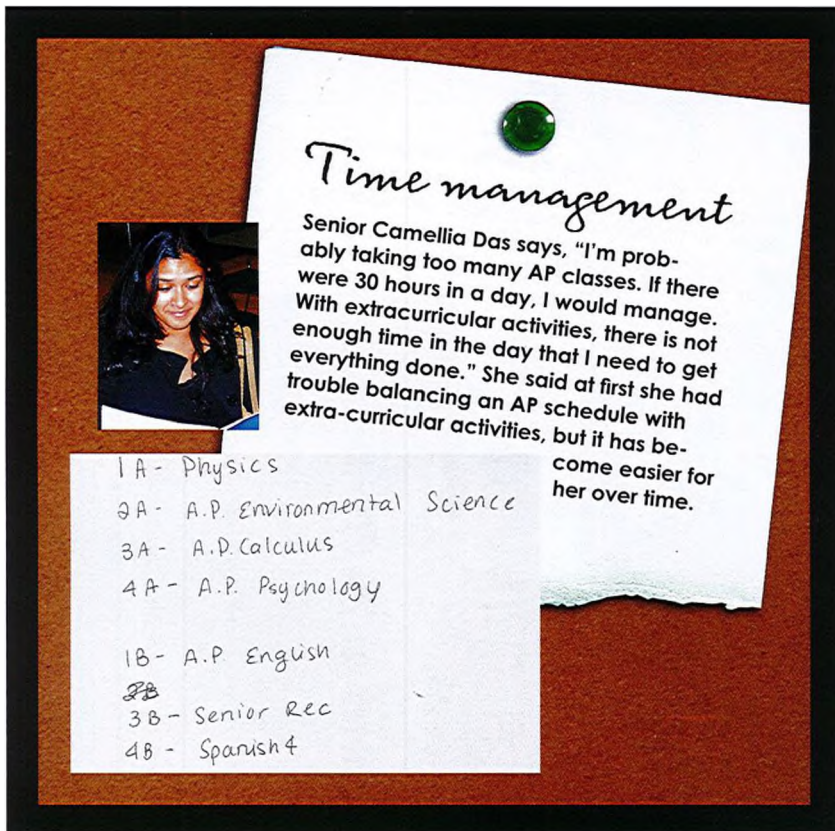 Time management
Senior Camellia Das says, “I’m prob-
ably taking too many AP classes. If there
were 30 hours in a day, I would manage.
With extracurricular activities, there is not
enough time in the day that I need to get
everything done.” She said at first she had
trouble balancing an AP schedule with
extra-curricular activities, but it has be-
come easier for
her over time.
1A- Physics
2A- A.P. Environmental Science
3A- A.P. Calculus
4A- A.P. Psychology
1B- A.P. English
3B- Senior Rec
4B- Spanish 4